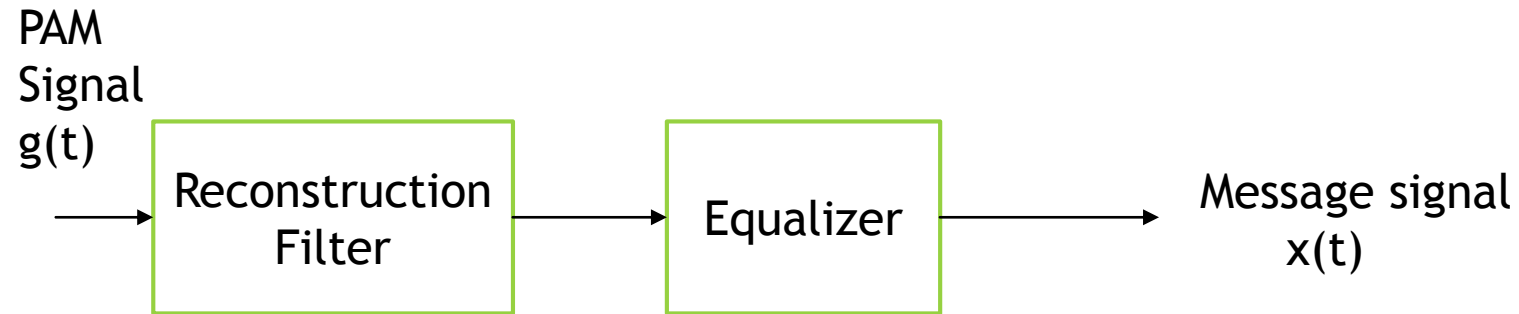 PAM
Signal
g(t)
Reconstruction
Filter
Equalizer
Message signal
x(t)